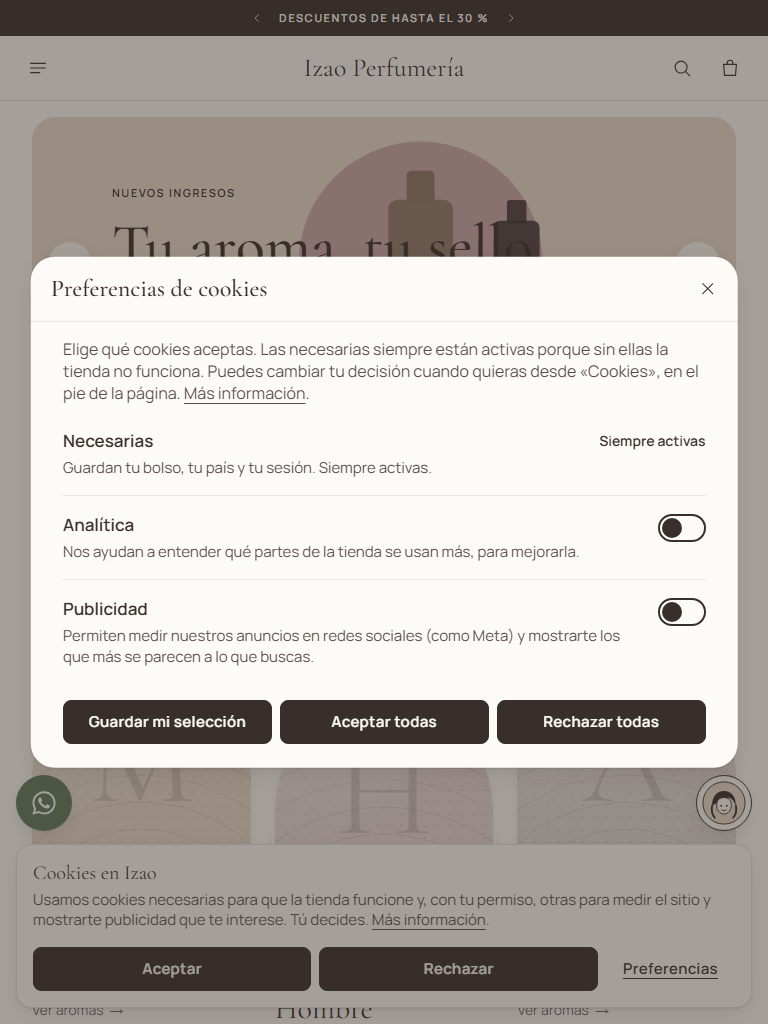 DESCUENTOS DE HASTA EL 30 %
Izao Perfumería
NUEVOS INGRESOS
Tu aroma, tu sello
Preferencias de cookies
Elige qué cookies aceptas. Las necesarias siempre están activas porque sin ellas la
tienda no funciona. Puedes cambiar tu decisión cuando quieras desde «Cookies», en el
pie de la página. Más información.
Necesarias
Siempre activas
Guardan tu bolso, tu país y tu sesión. Siempre activas.
Analítica
Nos ayudan a entender qué partes de la tienda se usan más, para mejorarla.
Publicidad
Permiten medir nuestros anuncios en redes sociales (como Meta) y mostrarte los
que más se parecen a lo que buscas.
Guardar mi selección
Aceptar todas
Rechazar todas
M
H
A
Cookies en Izao
Usamos cookies necesarias para que la tienda funcione y, con tu permiso, otras para medir el sitio y
mostrarte publicidad que te interese. Tú decides. Más información.
Aceptar
Rechazar
Preferencias
Ver aromas →
Hombre
Ver aromas →